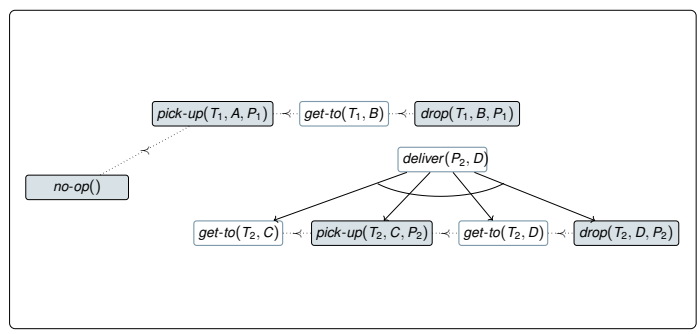 pick-up(T₁, A, P₁) ≺ get-to(T₁, B) ≺ drop(T₁, B, P₁)
≺
deliver(P₂, D)
no-op()
get-to(T₂, C) ≺ pick-up(T₂, C, P₂) ≺ get-to(T₂, D) ≺ drop(T₂, D, P₂)